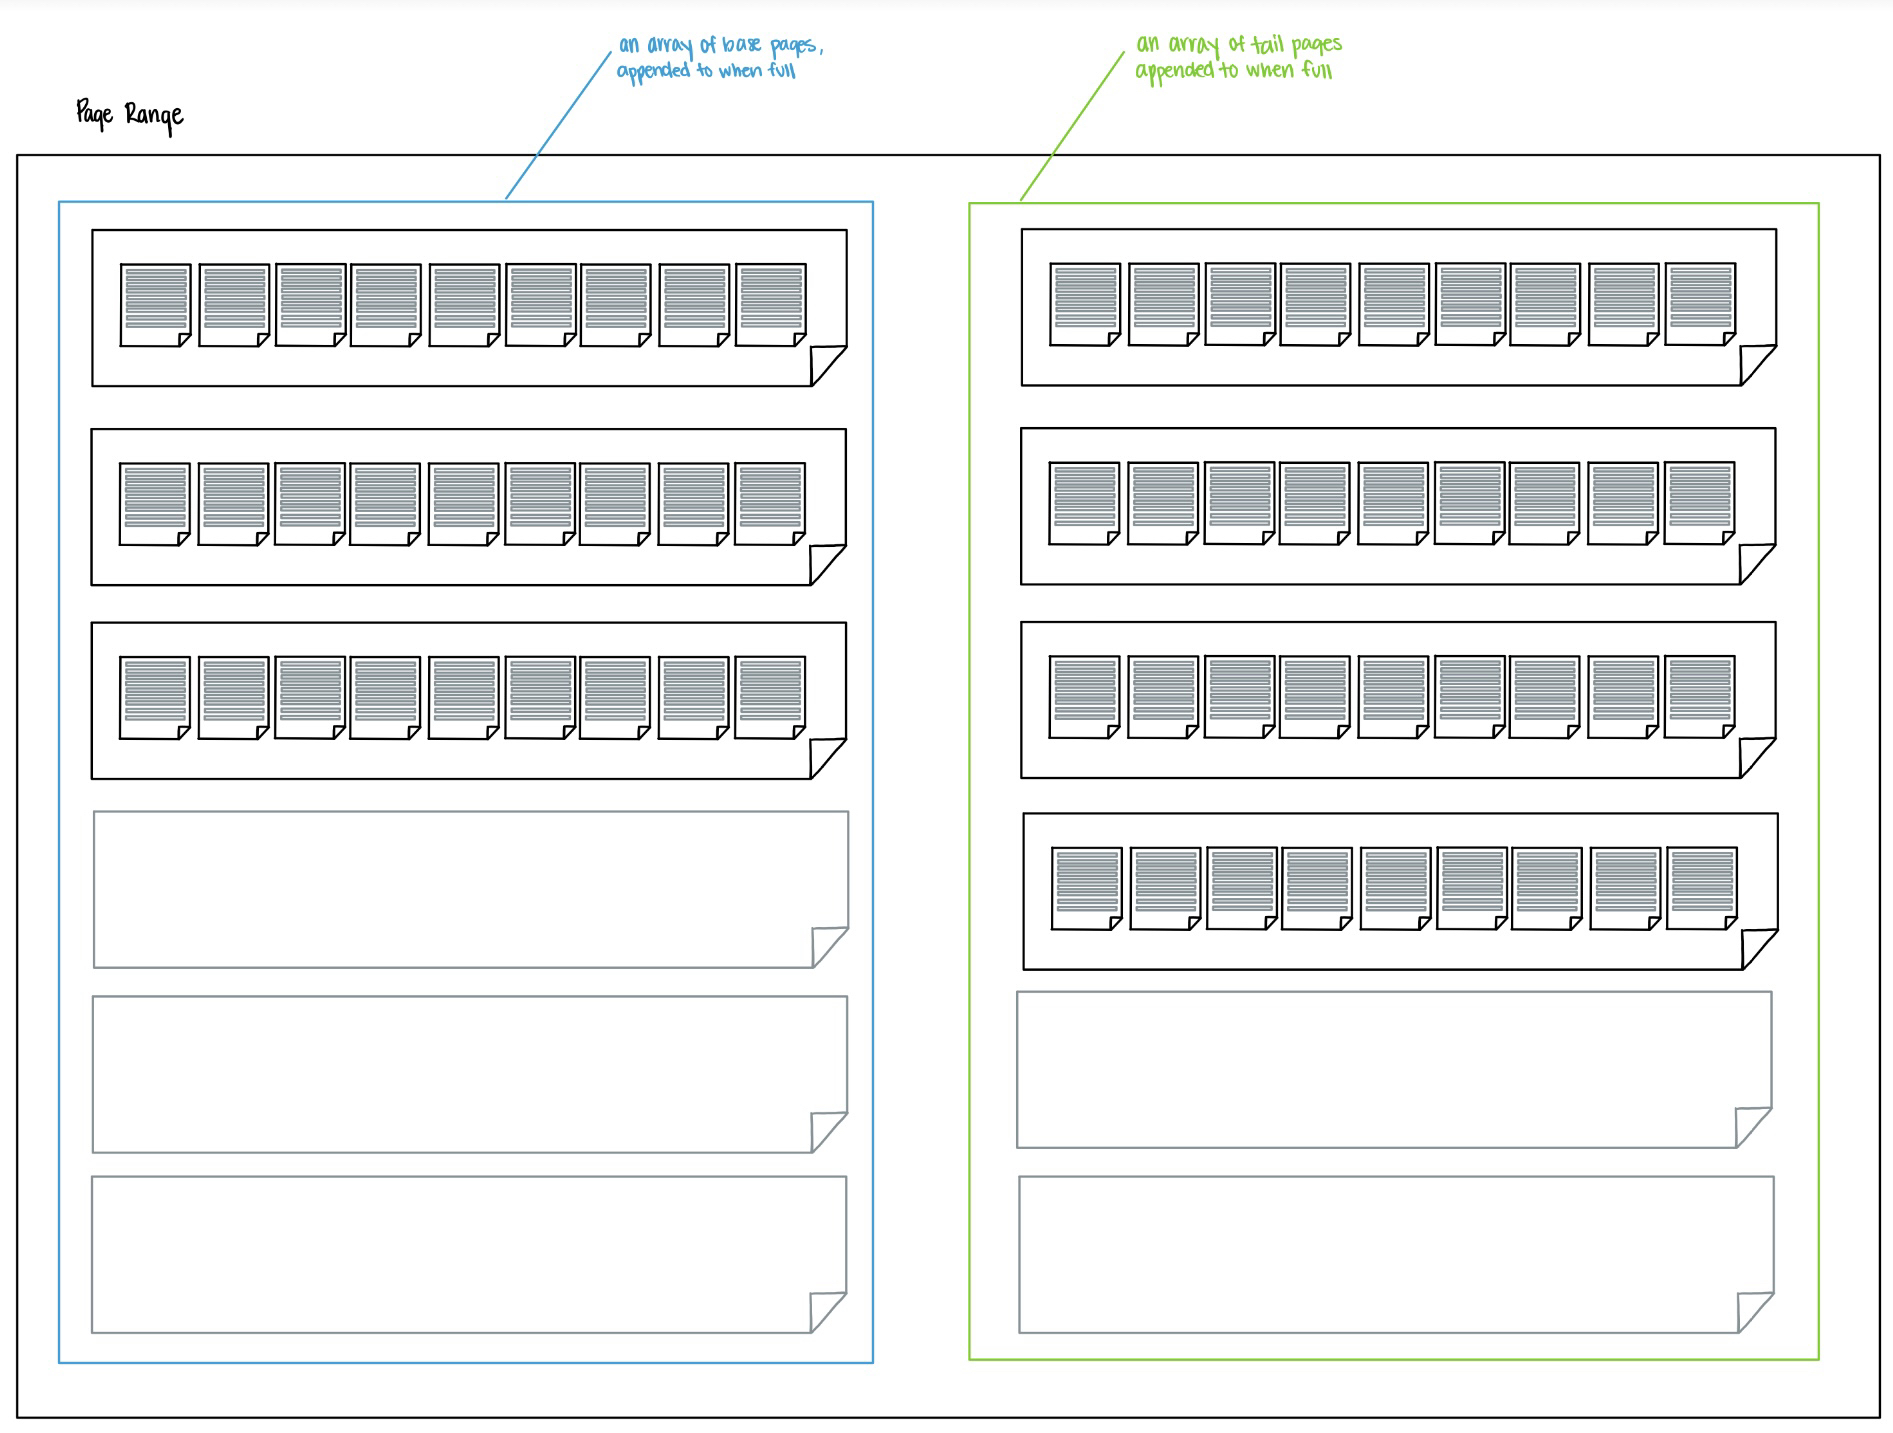 an array of base pages,
appended to when full
an array of tail pages
appended to when full
Page Range